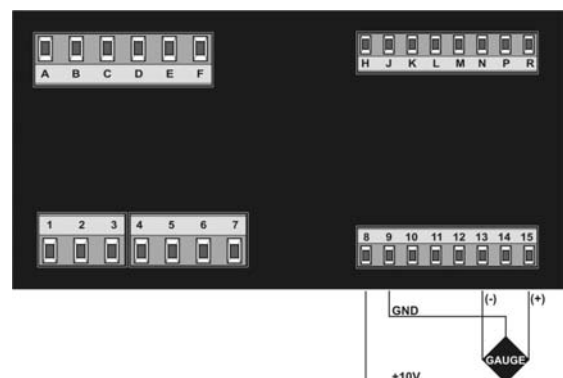 A B C D E F
H J K L M N P R
1 2 3 4 5 6 7
8 9 10 11 12 13 14 15
(-) (+)
GND
GAUGE
+10V